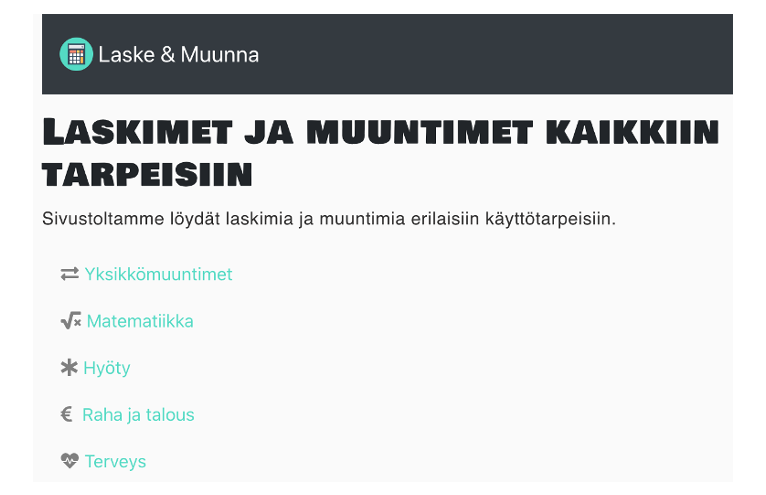 Laske & Muunna
Laskimet ja muuntimet kaikkiin
tarpeisiin
Sivustoltamme löydät laskimia ja muuntimia erilaisiin käyttötarpeisiin.
Yksikkömuuntimet
Matematiikka
Hyöty
€ Raha ja talous
Terveys